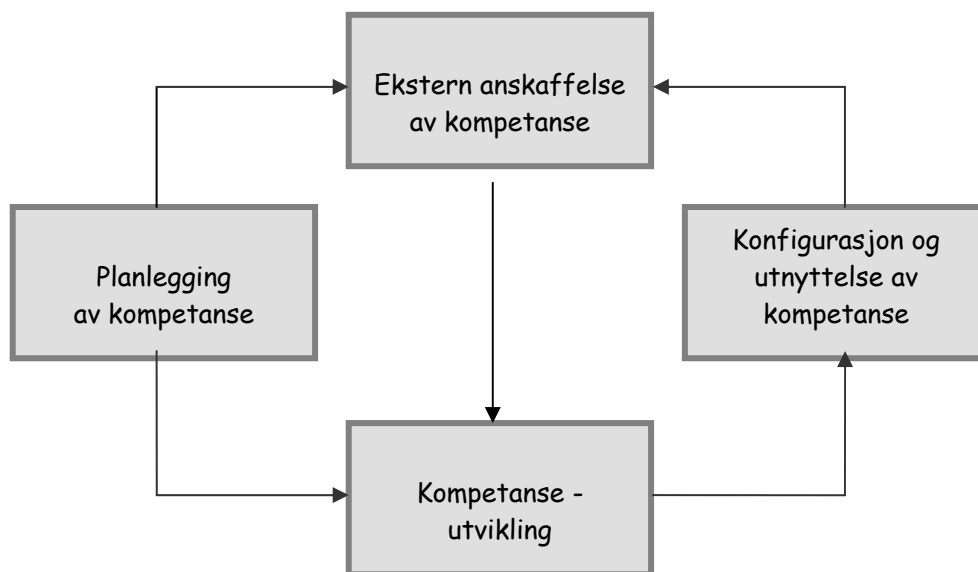 Ekstern anskaffelse
av kompetanse
Planlegging
av kompetanse
Konfigurasjon og
utnyttelse av
kompetanse
Kompetanse -
utvikling